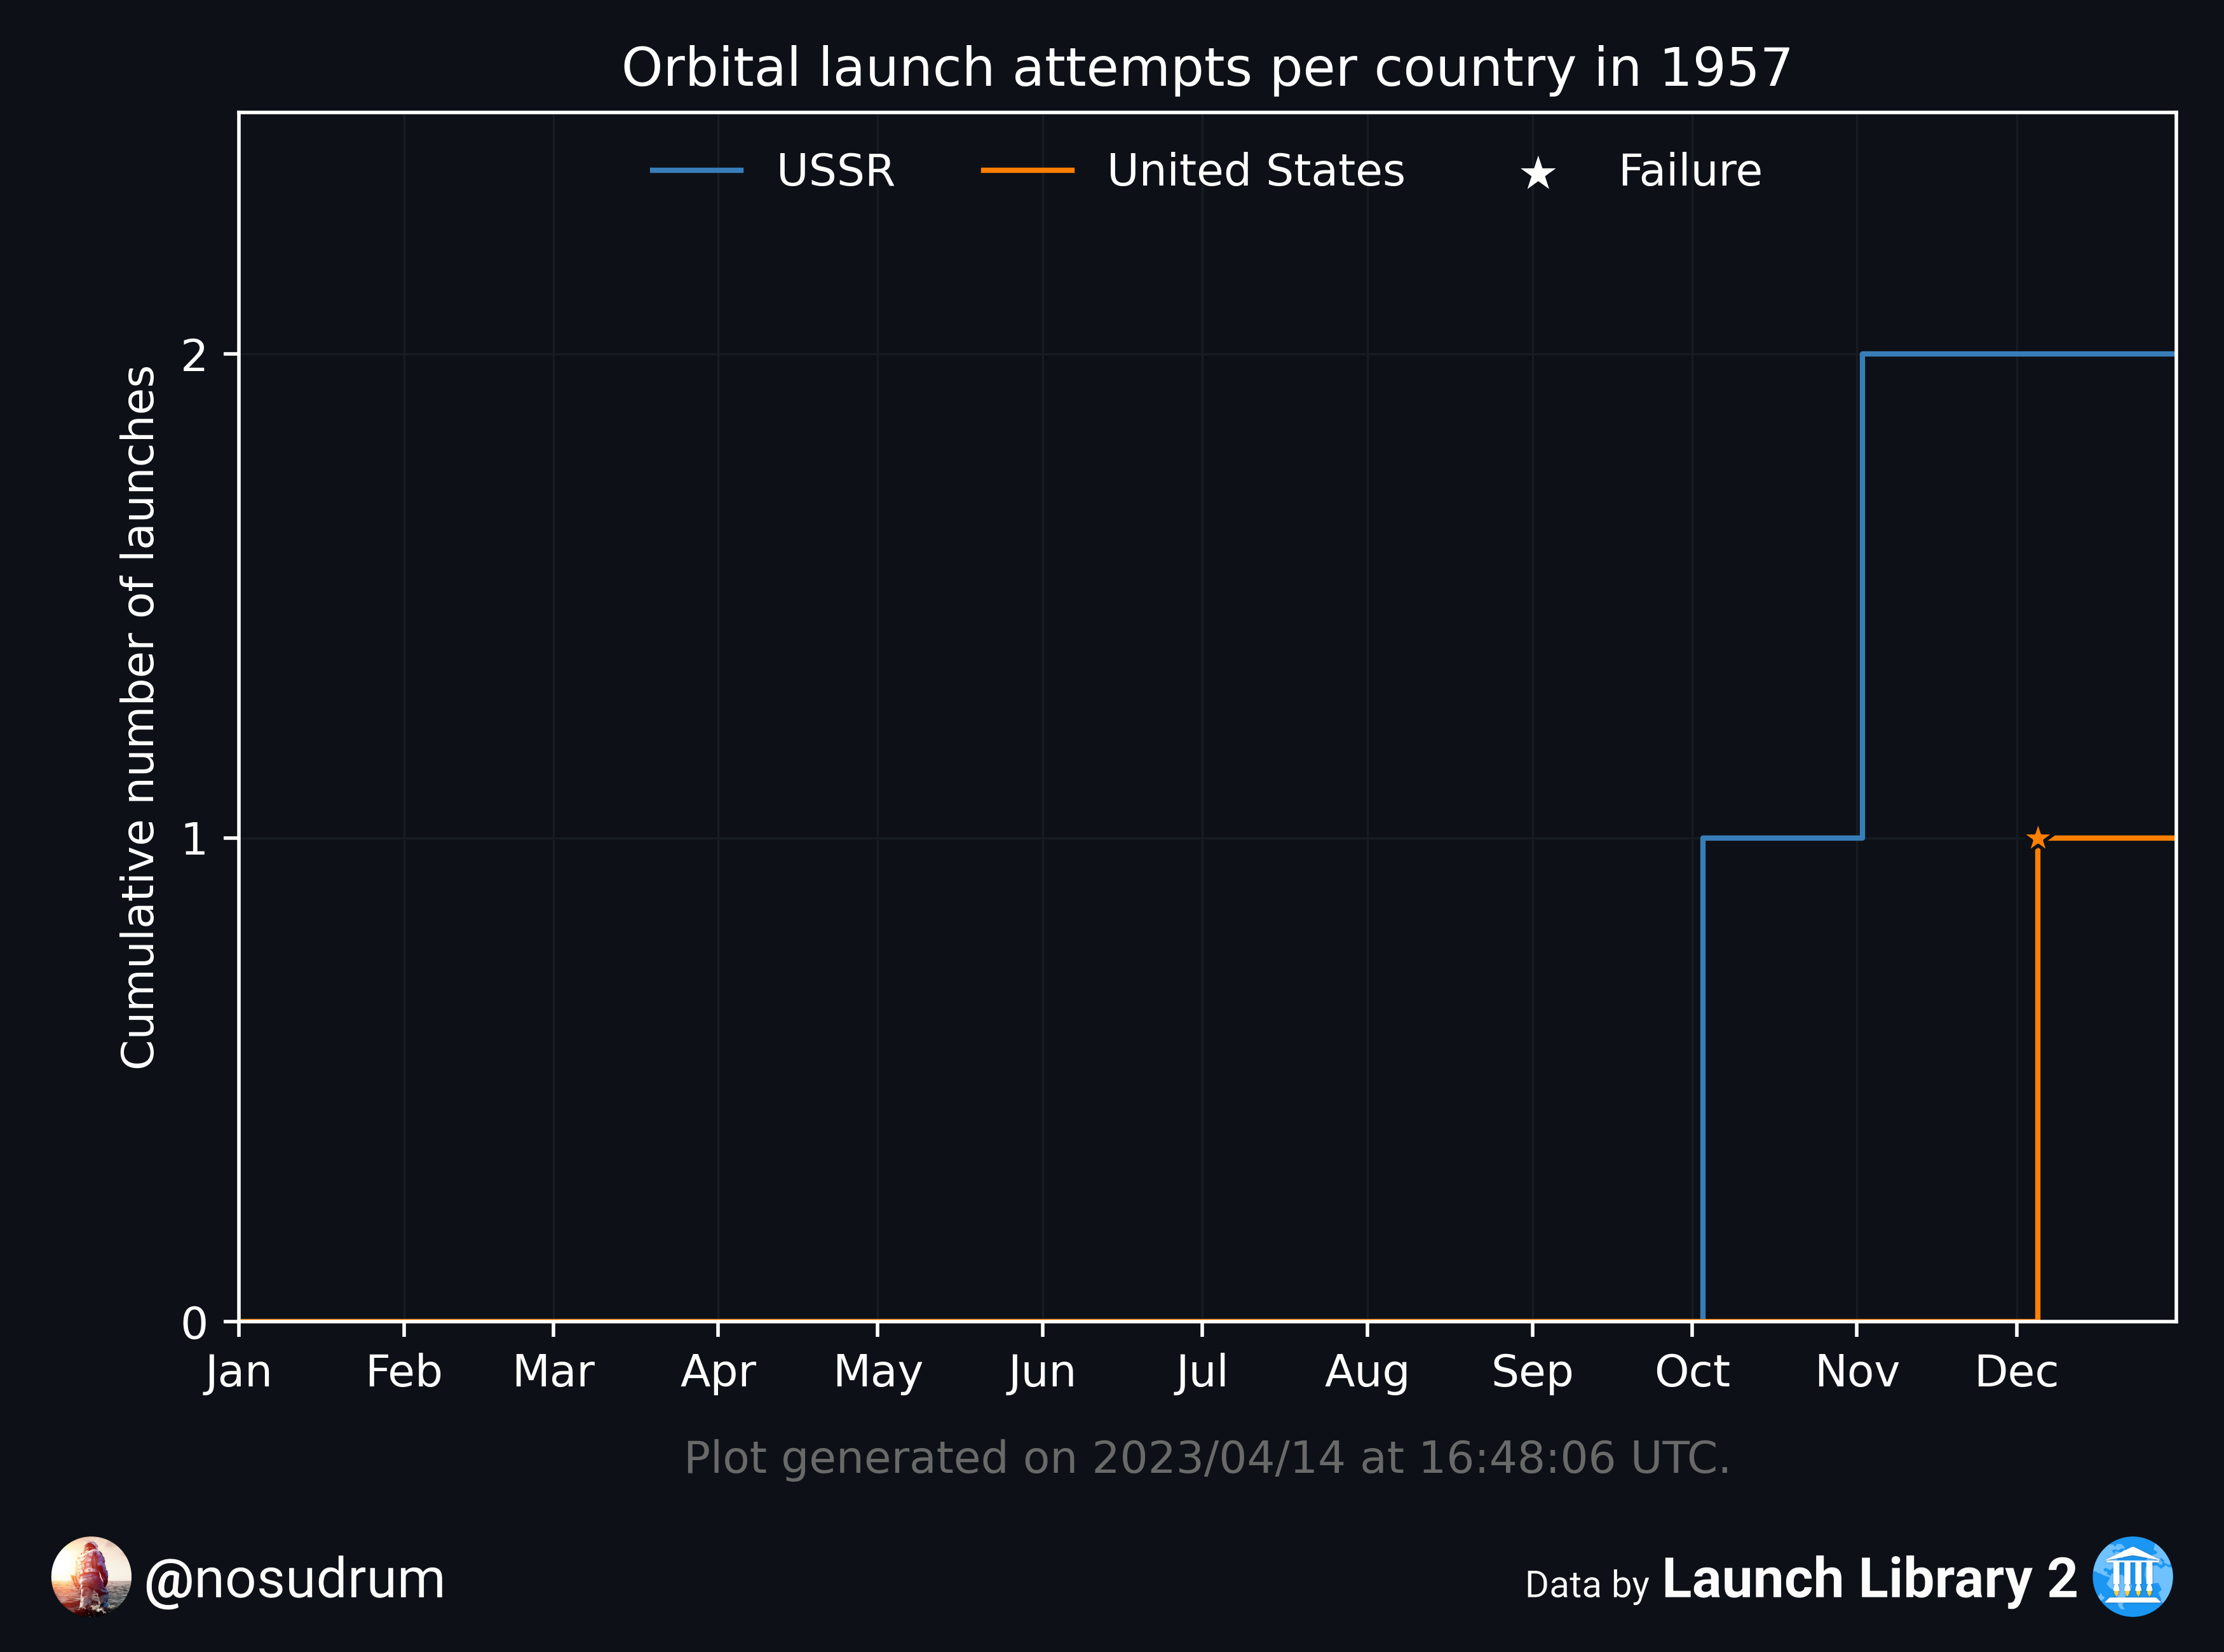 Orbital launch attempts per country in 1957
USSR United States Failure
Cumulative number of launches
2
1
0
Jan Feb Mar Apr May Jun Jul Aug Sep Oct Nov Dec
Plot generated on 2023/04/14 at 16:48:06 UTC.
@nosudrum
Data by Launch Library 2